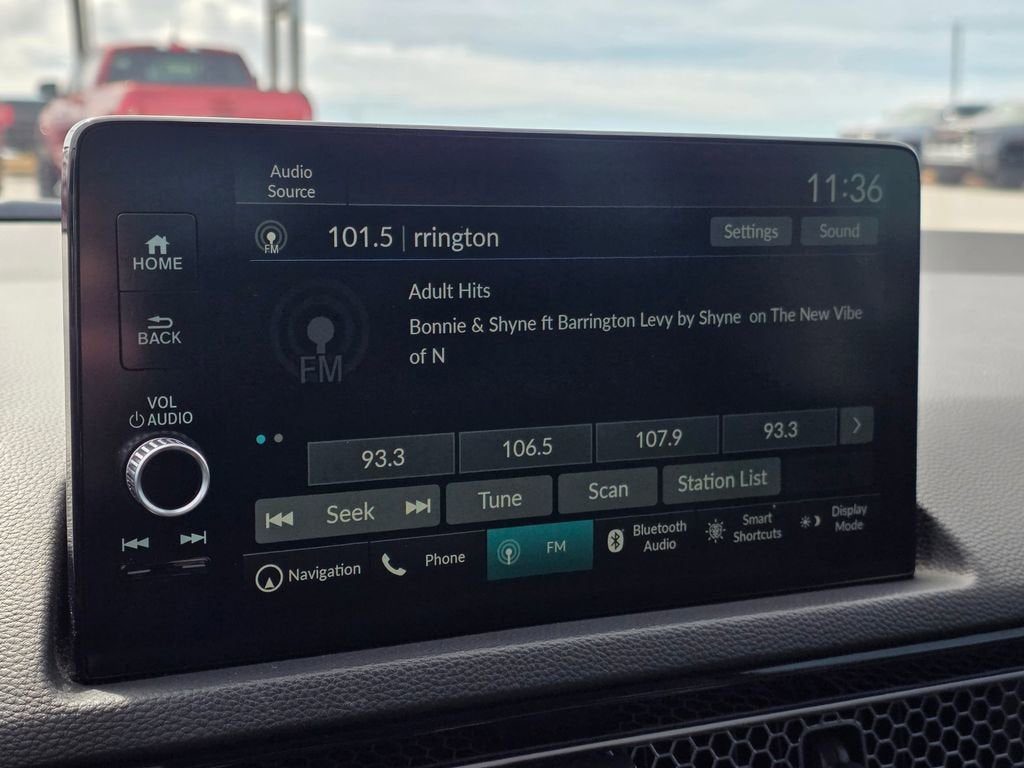 Audio
Source
11:36
HOME
FM
101.5 | rrington
Settings
Sound
BACK
FM
Adult Hits
Bonnie & Shyne ft Barrington Levy by Shyne on The New Vibe
of N
VOL
AUDIO
93.3
106.5
107.9
93.3
Seek
Tune
Scan
Station List
Navigation
Phone
FM
Bluetooth
Audio
Smart
Shortcuts
Display
Mode